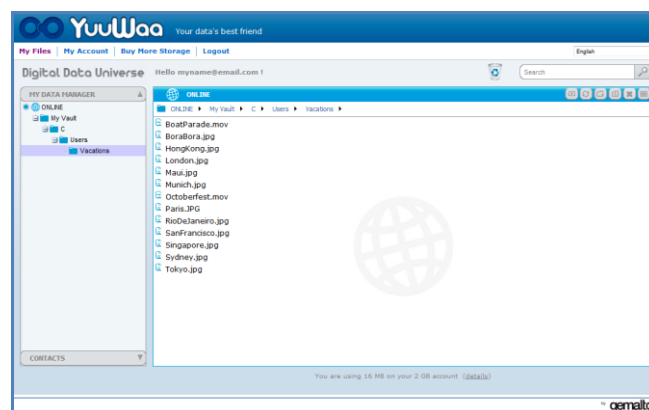 YuuWaa Your data's best friend
My Files | My Account | Buy More Storage | Logout English
Digital Data Universe Hello myname@email.com ! Search
MY DATA MANAGER
ONLINE
My Vault
C
Users
Vacations
CONTACTS
ONLINE
ONLINE My Vault C Users Vacations
BoatParade.mov
BoraBora.jpg
HongKong.jpg
London.jpg
Maui.jpg
Munich.jpg
Octoberfest.mov
Paris.JPG
RioDeJaneiro.jpg
SanFrancisco.jpg
Singapore.jpg
Sydney.jpg
Tokyo.jpg
You are using 16 MB on your 2 GB account (details)
by gemalto